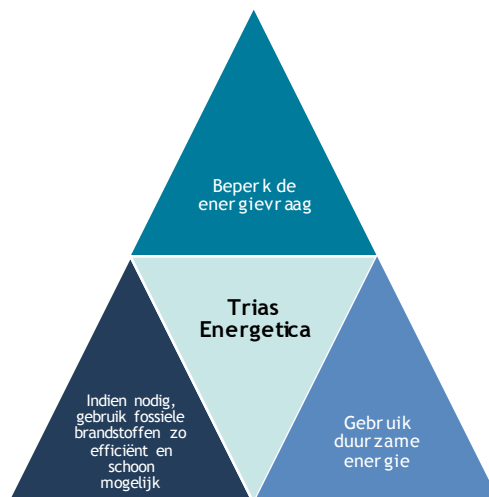 Beperk de
energievraag
Trias
Energetica
Indien nodig,
gebruik fossiele
brandstoffen zo
efficiënt en
schoon
mogelijk
Gebruik
duurzame
energie